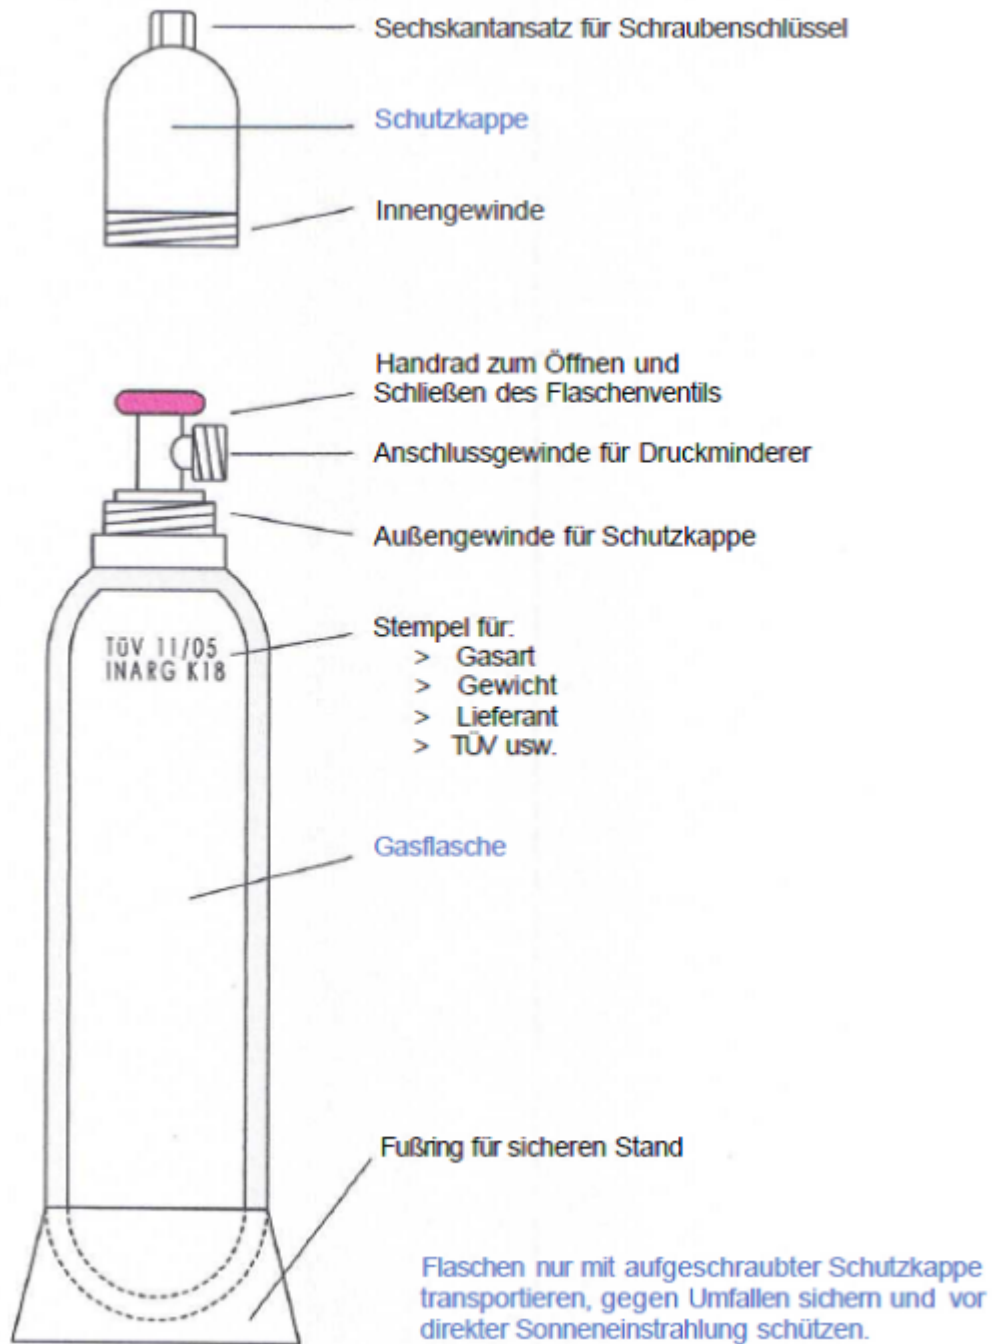 Sechskantansatz für Schraubenschlüssel
Schutzkappe
Innengewinde
Handrad zum Öffnen und
Schließen des Flaschenventils
Anschlussgewinde für Druckminderer
Außengewinde für Schutzkappe
TüV 11/05
INARG K18
Stempel für:
> Gasart
> Gewicht
> Lieferant
> TÜV usw.
Gasflasche
Fußring für sicheren Stand
Flaschen nur mit aufgeschraubter Schutzkappe
transportieren, gegen Umfallen sichern und vor
direkter Sonneneinstrahlung schützen.